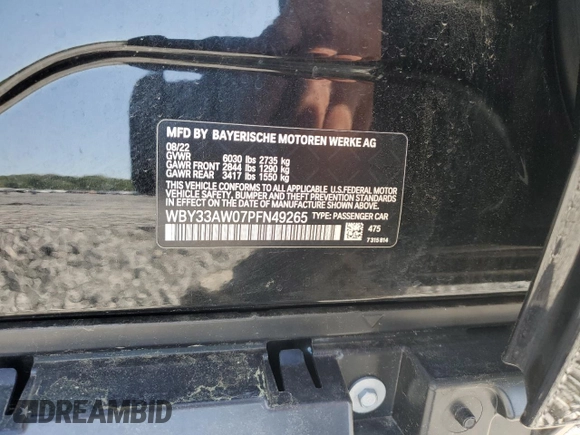 MFD BY BAYERISCHE MOTOREN WERKE AG
08/22
GVWR 6030 lbs 2735 kg
GAWR FRONT 2844 lbs 1290 kg
GAWR REAR 3417 lbs 1550 kg
THIS VEHICLE CONFORMS TO ALL APPLICABLE U.S.FEDERAL MOTOR
VEHICLE SAFETY, BUMPER AND THEFT PREVENTION STANDARDS
IN EFFECT ON THE DATE OF MANUFACTURE SHOWN ABOVE.
WBY33AW07PFN49265 TYPE: PASSENGER CAR
475
7 315 814
DREAMBID